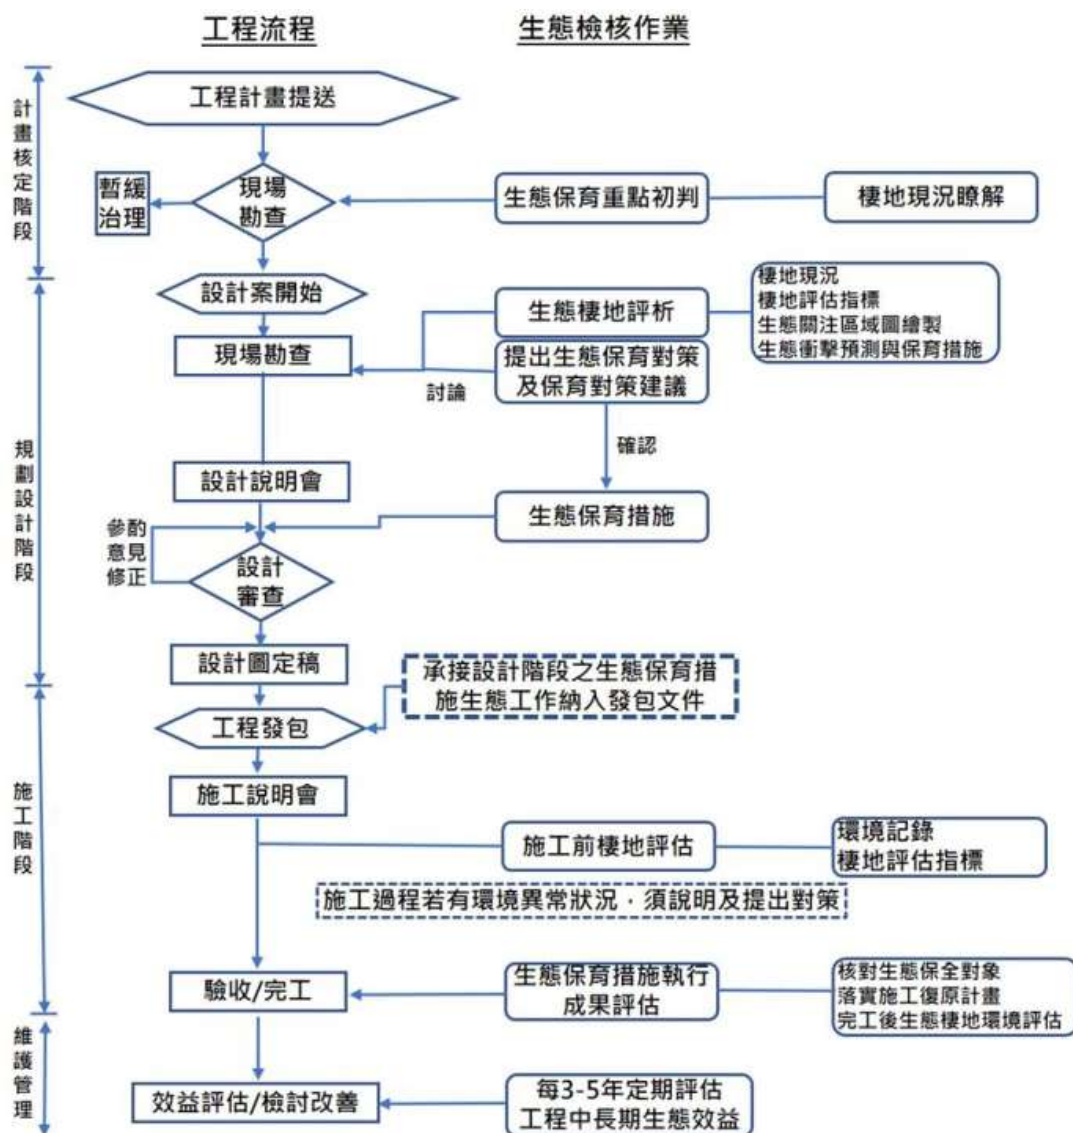 工程流程
生態檢核作業
計畫核定階段
工程計畫提送
暫緩
治理
現場
勘查
生態保育重點初判
棲地現況瞭解
規劃設計階段
設計案開始
生態棲地評析
棲地現況
棲地評估指標
生態關注區域圖繪製
生態衝擊預測與保育措施
現場勘查
討論
提出生態保育對策
及保育對策建議
確認
設計說明會
生態保育措施
參酌
意見
修正
設計
審查
設計圖定稿
承接設計階段之生態保育措
施生態工作納入發包文件
施工階段
工程發包
施工說明會
施工前棲地評估
環境記錄
棲地評估指標
施工過程若有環境異常狀況，須說明及提出對策
驗收/完工
生態保育措施執行
成果評估
核對生態保全對象
落實施工復原計畫
完工後生態棲地環境評估
維護管理
效益評估/檢討改善
每3-5年定期評估
工程中長期生態效益